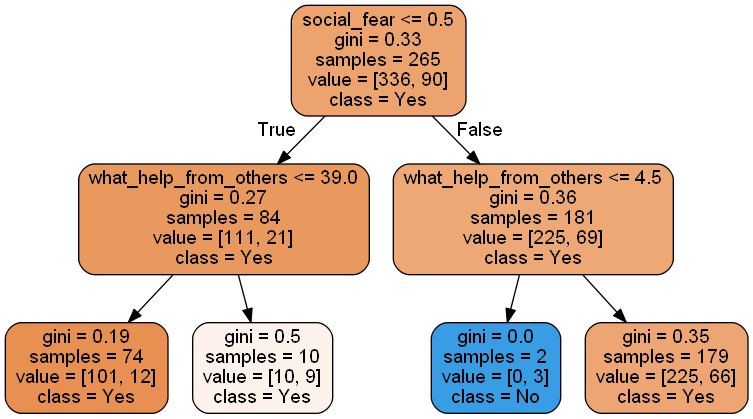 social_fear <= 0.5
gini = 0.33
samples = 265
value = [336, 90]
class = Yes
True
False
what_help_from_others <= 39.0
gini = 0.27
samples = 84
value = [111, 21]
class = Yes
what_help_from_others <= 4.5
gini = 0.36
samples = 181
value = [225, 69]
class = Yes
gini = 0.19
samples = 74
value = [101, 12]
class = Yes
gini = 0.5
samples = 10
value = [10, 9]
class = Yes
gini = 0.0
samples = 2
value = [0, 3]
class = No
gini = 0.35
samples = 179
value = [225, 66]
class = Yes